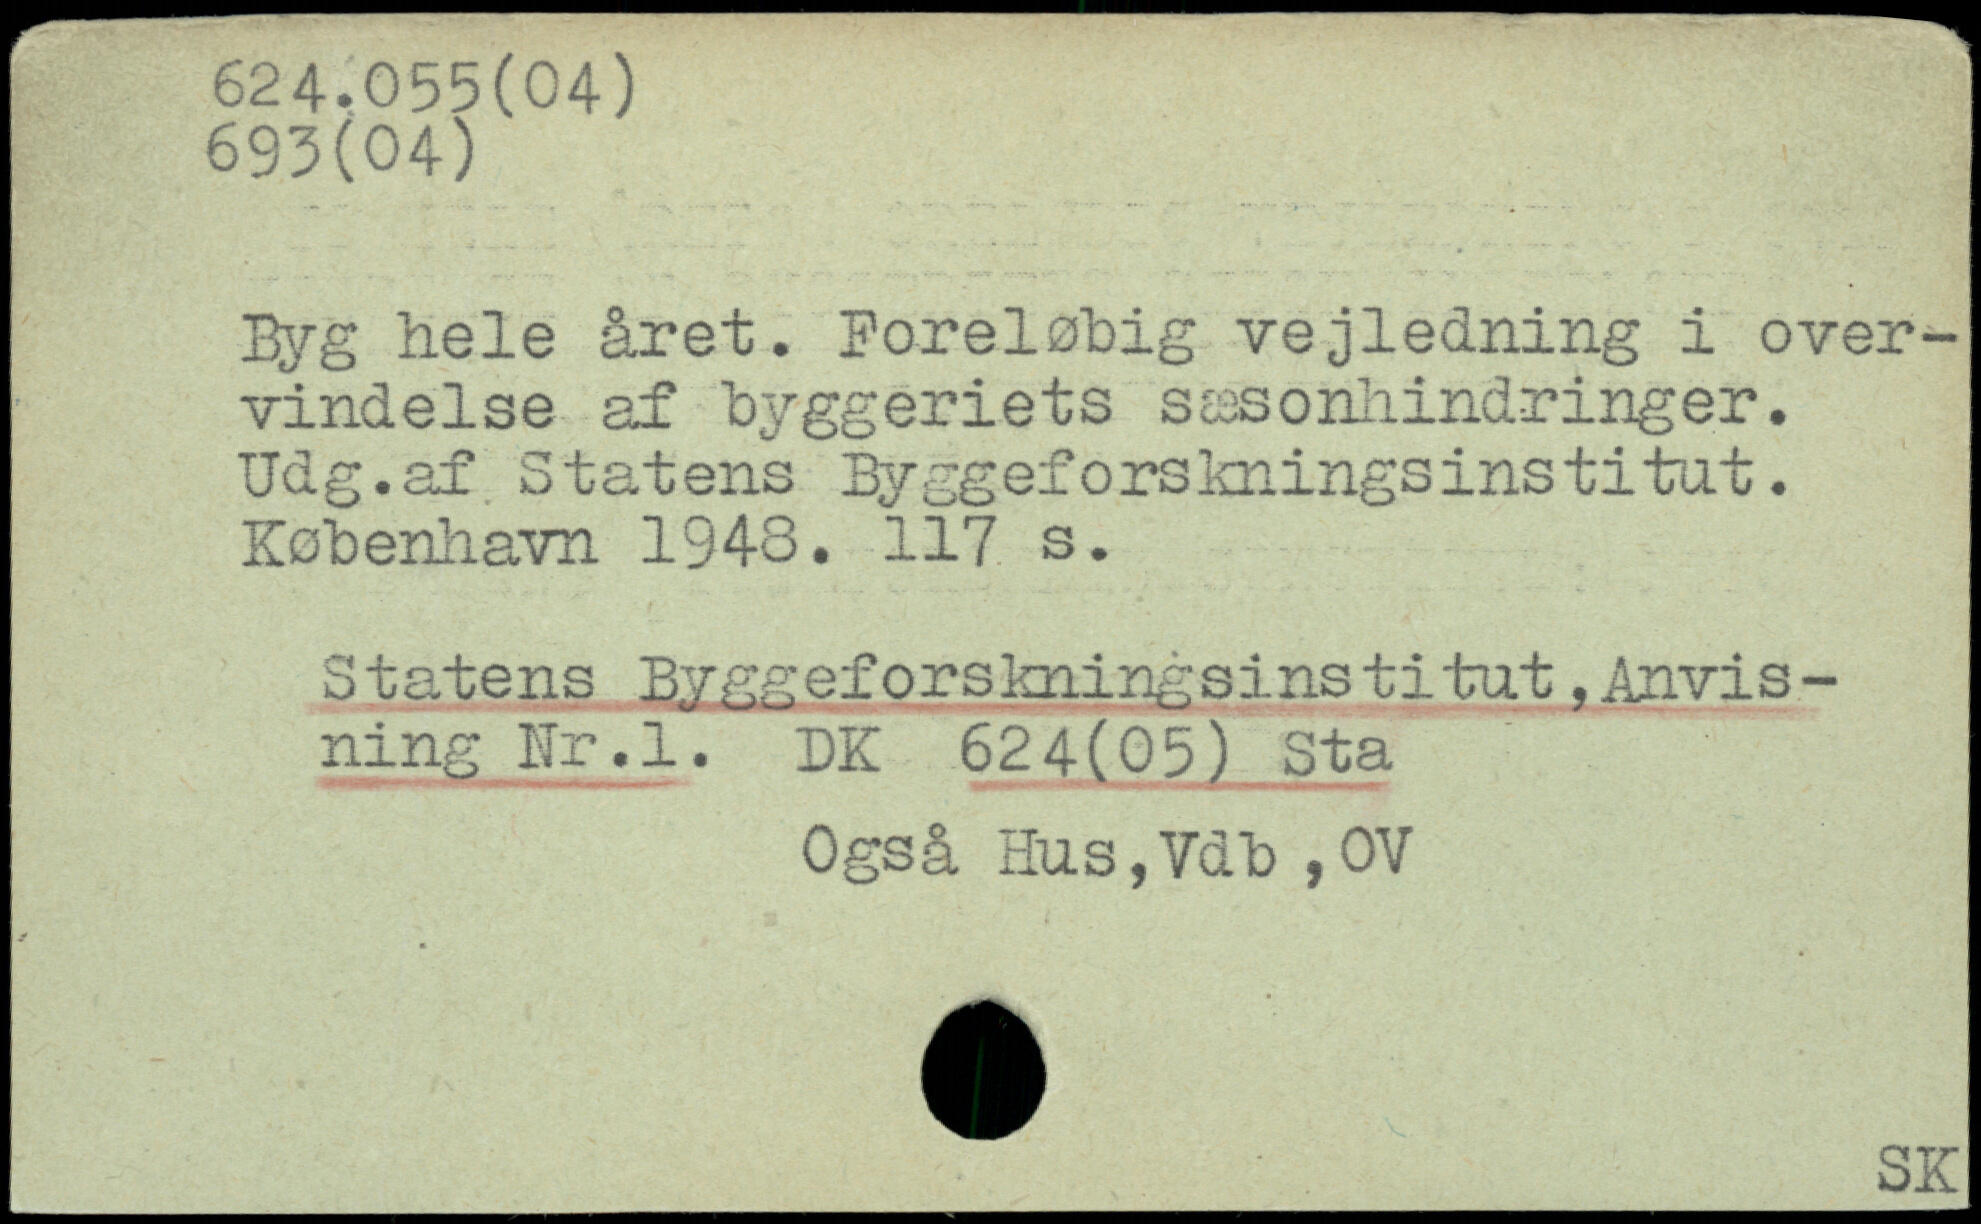 624.055(04)
693(04)
Byg hele året. Foreløbig vejledning i over-
vindelse af byggeriets sæsonhindringer.
Udg.af Statens Byggeforskningsinstitut.
København 1948. 117 s.
Statens Byggeforskningsinstitut,Anvis-
ning Nr.1. DK 624(05) Sta
Også Hus,Vdb ,OV
SK